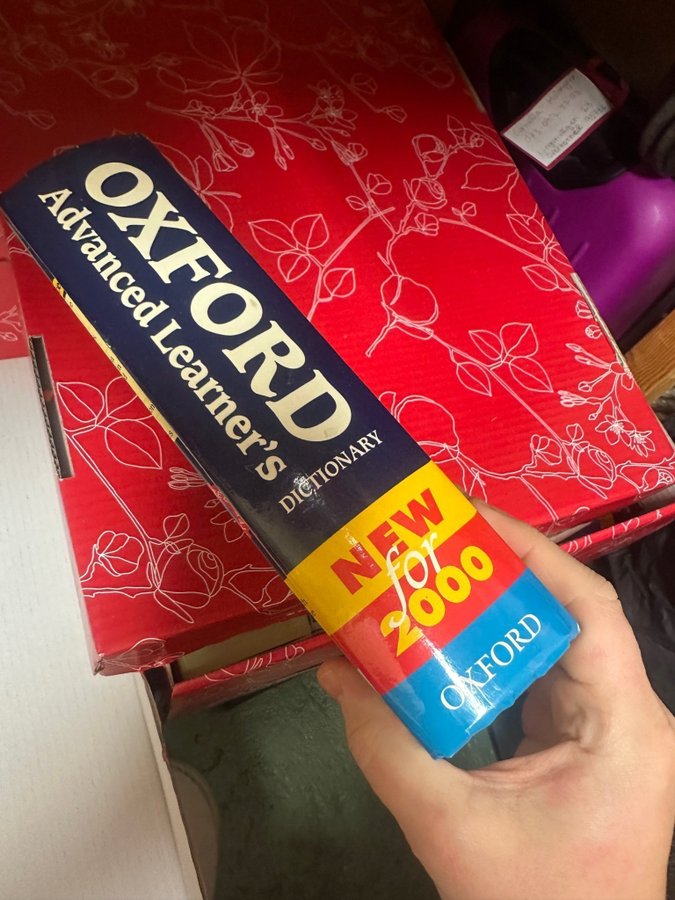 OXFORD
Advanced Learner's
DICTIONARY
NEW
for
2000
OXFORD